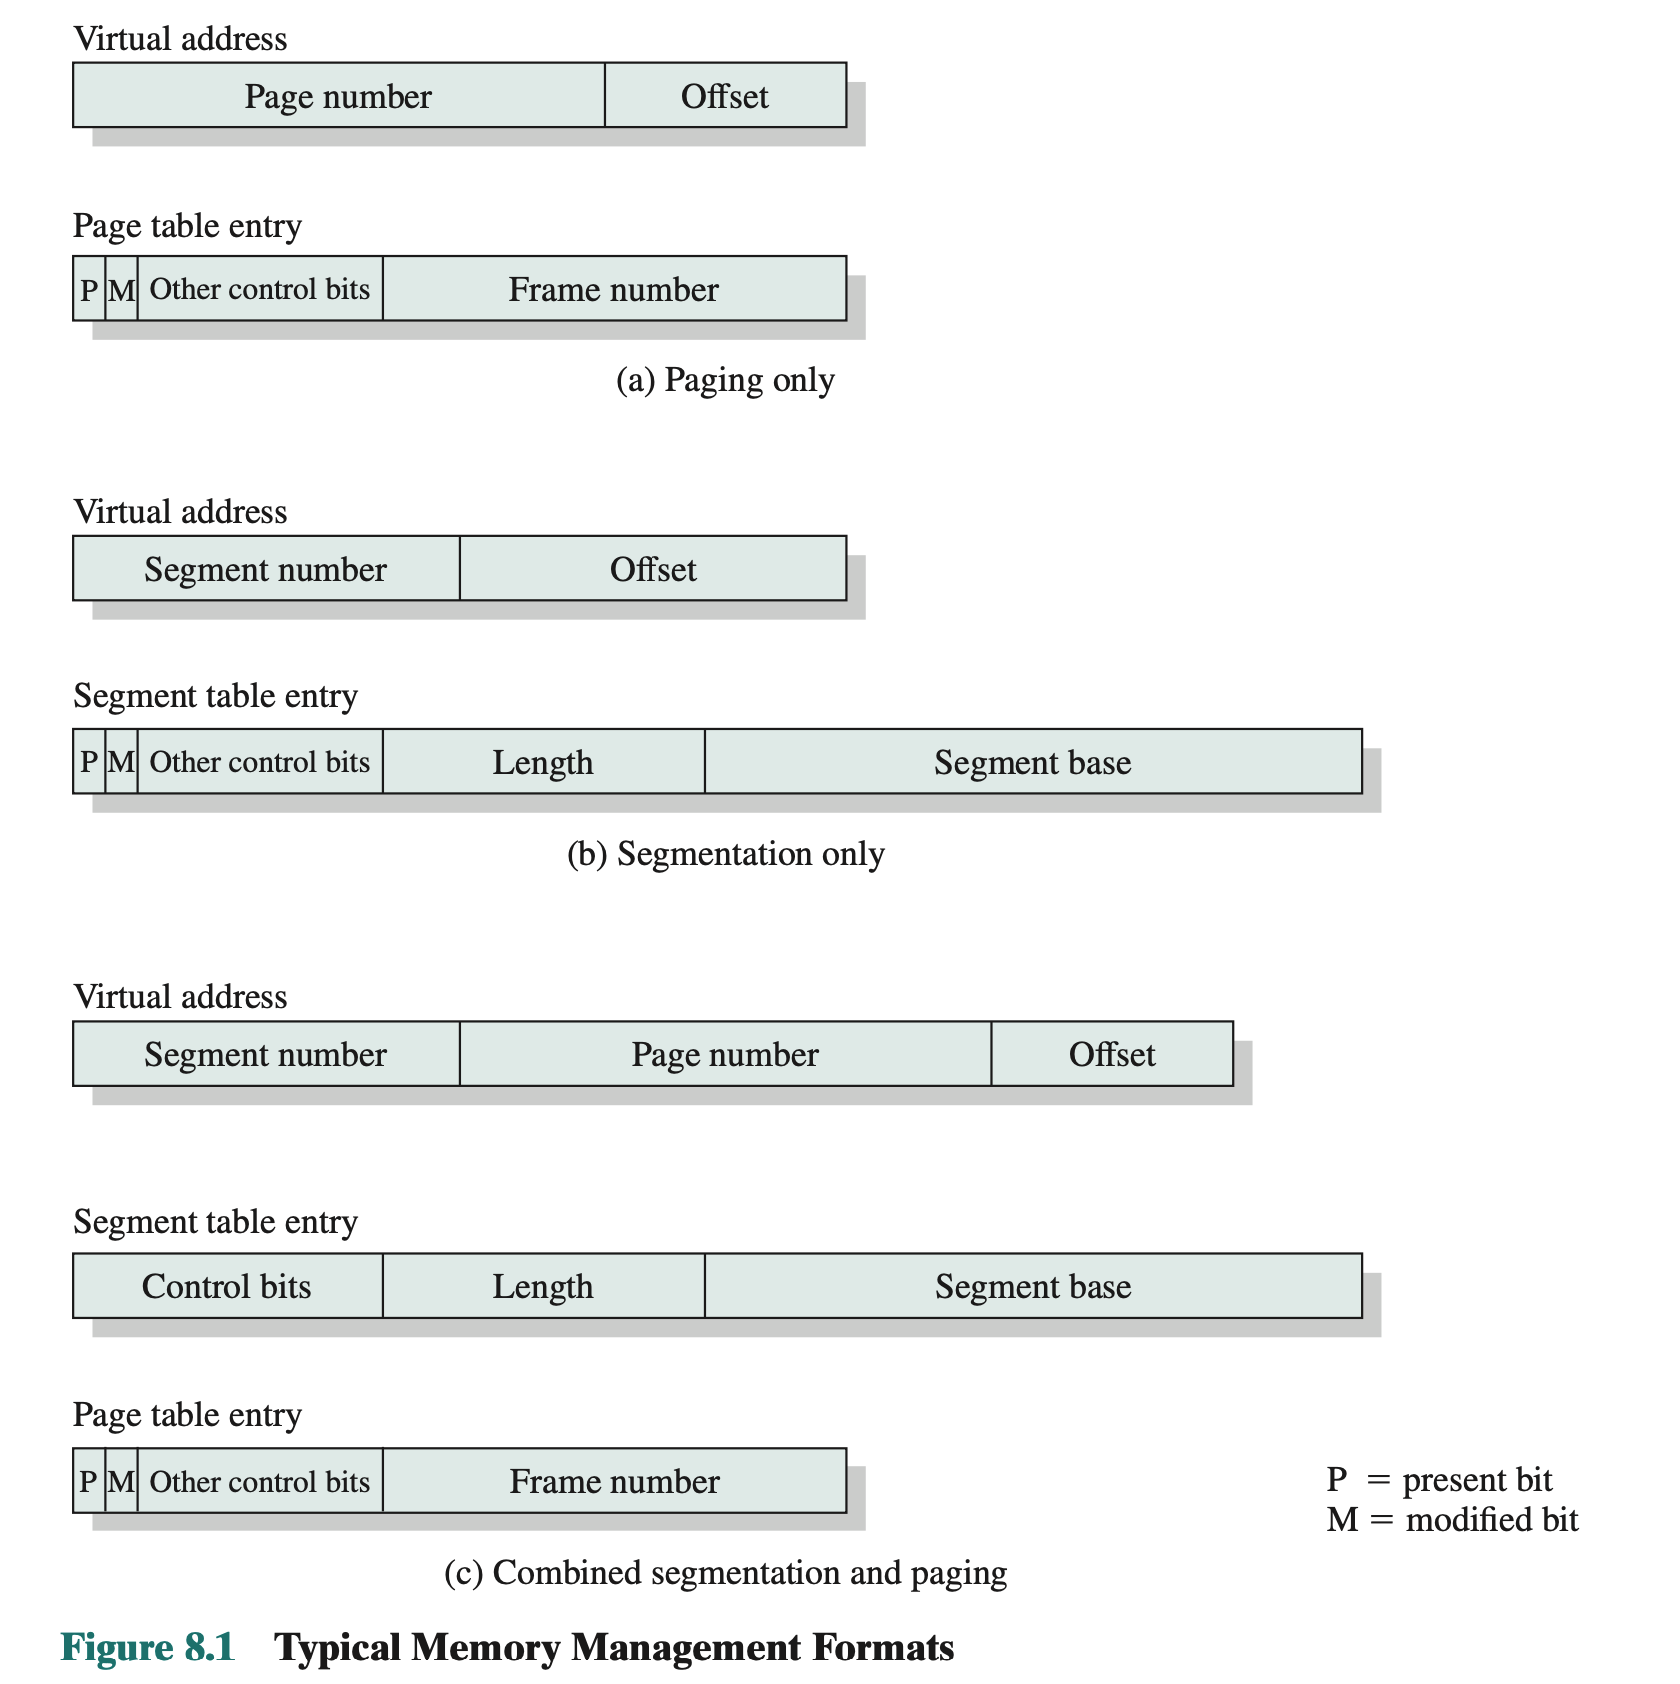 Virtual address
Page number Offset
Page table entry
P M Other control bits Frame number
(a) Paging only
Virtual address
Segment number Offset
Segment table entry
P M Other control bits Length Segment base
(b) Segmentation only
Virtual address
Segment number Page number Offset
Segment table entry
Control bits Length Segment base
Page table entry
P M Other control bits Frame number
P = present bit
M = modified bit
(c) Combined segmentation and paging
Figure 8.1 Typical Memory Management Formats